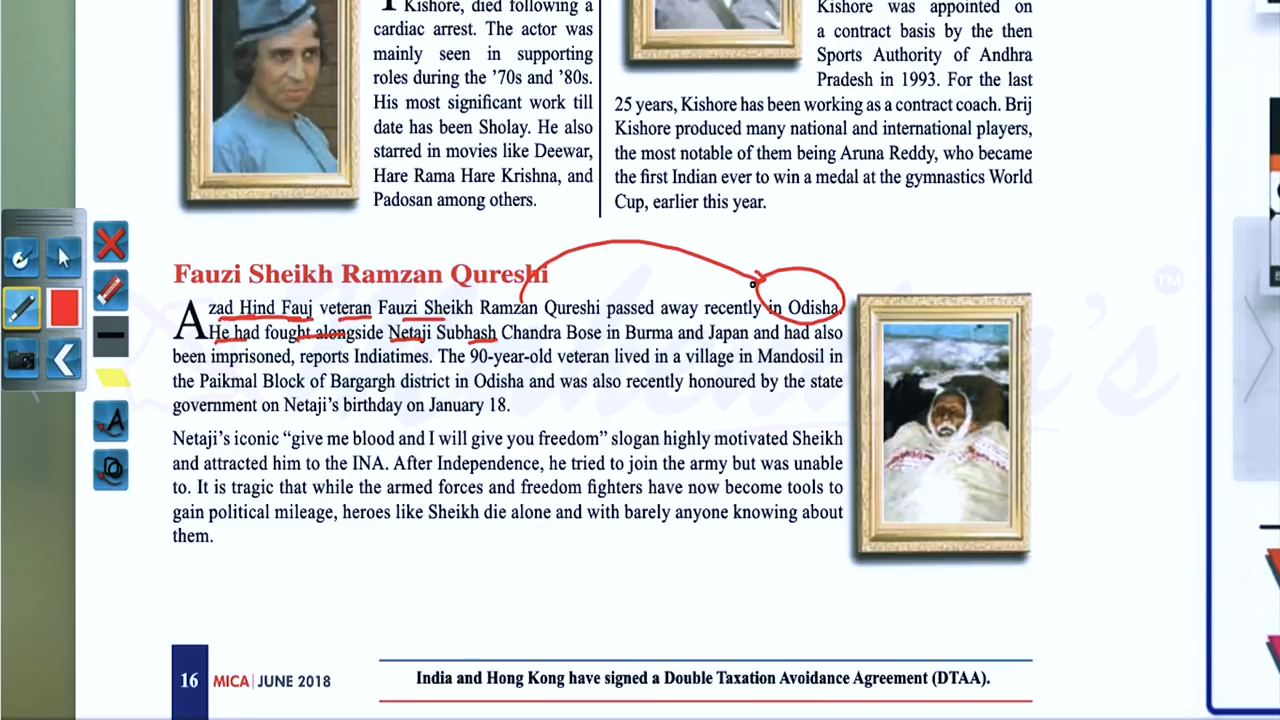 Kishore, died following a
cardiac arrest. The actor was
mainly seen in supporting
roles during the ’70s and ’80s.
His most significant work till
date has been Sholay. He also
starred in movies like Deewar,
Hare Rama Hare Krishna, and
Padosan among others.
Kishore was appointed on
a contract basis by the then
Sports Authority of Andhra
Pradesh in 1993. For the last
25 years, Kishore has been working as a contract coach. Brij
Kishore produced many national and international players,
the most notable of them being Aruna Reddy, who became
the first Indian ever to win a medal at the gymnastics World
Cup, earlier this year.
Fauzi Sheikh Ramzan Qureshi
Azad Hind Fauj veteran Fauzi Sheikh Ramzan Qureshi passed away recently in Odisha.
He had fought alongside Netaji Subhash Chandra Bose in Burma and Japan and had also
been imprisoned, reports Indiatimes. The 90-year-old veteran lived in a village in Mandosil in
the Paikmal Block of Bargargh district in Odisha and was also recently honoured by the state
government on Netaji’s birthday on January 18.
Netaji’s iconic “give me blood and I will give you freedom” slogan highly motivated Sheikh
and attracted him to the INA. After Independence, he tried to join the army but was unable
to. It is tragic that while the armed forces and freedom fighters have now become tools to
gain political mileage, heroes like Sheikh die alone and with barely anyone knowing about
them.
16 MICA | JUNE 2018
India and Hong Kong have signed a Double Taxation Avoidance Agreement (DTAA).